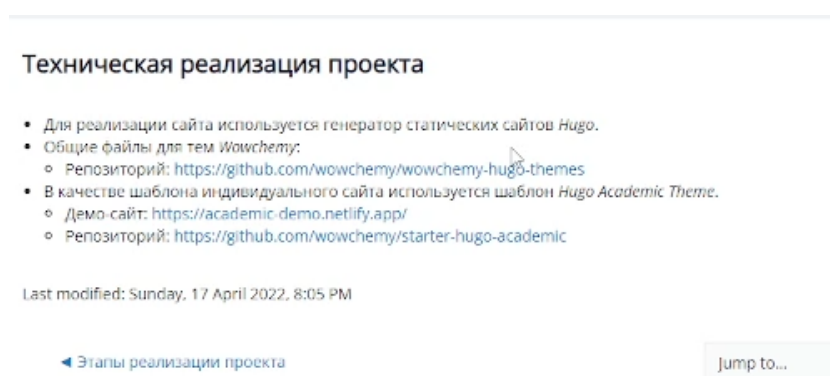 Техническая реализация проекта
• Для реализации сайта используется генератор статических сайтов Hugo.
• Общие файлы для тем Wowchemy:
◦ Репозиторий: https://github.com/wowchemy/wowchemy-hugo-themes
• В качестве шаблона индивидуального сайта используется шаблон Hugo Academic Theme.
◦ Демо-сайт: https://academic-demo.netlify.app/
◦ Репозиторий: https://github.com/wowchemy/starter-hugo-academic
Last modified: Sunday, 17 April 2022, 8:05 PM
◄ Этапы реализации проекта
Jump to...